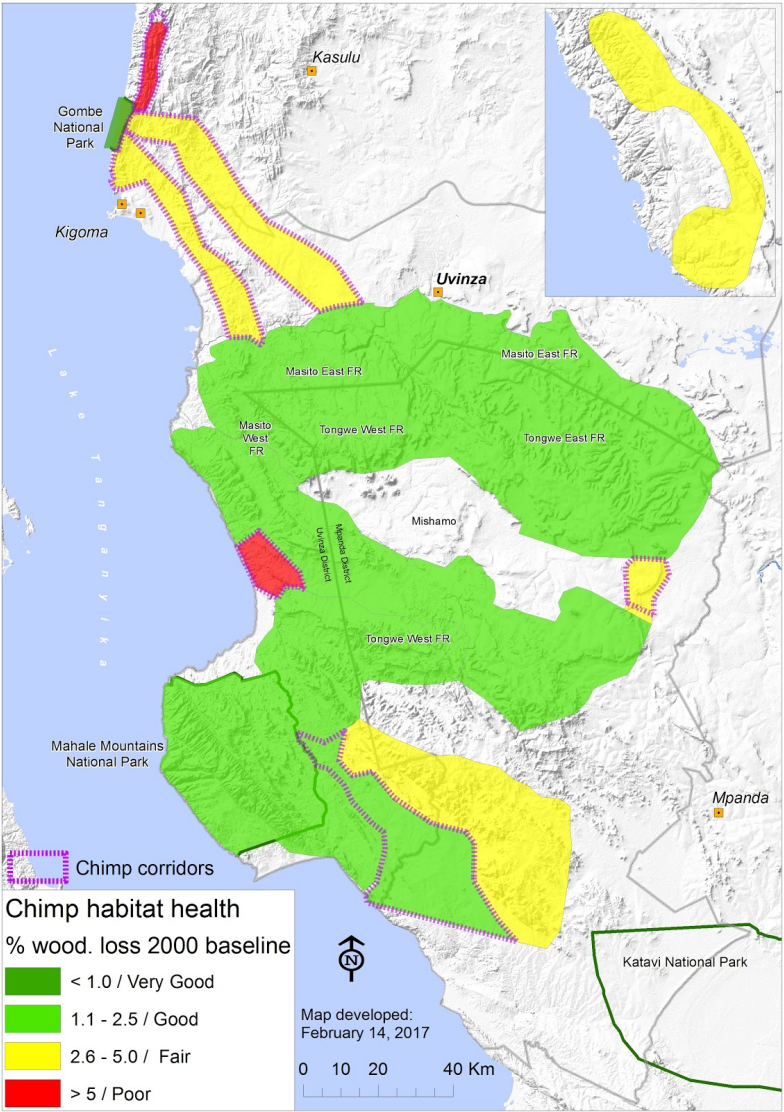 Kasulu
Gombe
National
Park
Kigoma
Uvinza
Masito East FR
Masito East FR
Masito
West
FR
Tongwe West FR
Tongwe East FR
Lake Tanganyika
Mishamo
Uvinza District
Mpanda District
Tongwe West FR
Mahale Mountains
National Park
Mpanda
Chimp corridors
Chimp habitat health
% wood. loss 2000 baseline
< 1.0 / Very Good
1.1 - 2.5 / Good
2.6 - 5.0 / Fair
> 5 / Poor
N
Map developed:
February 14, 2017
0 10 20 40 Km
Katavi National Park